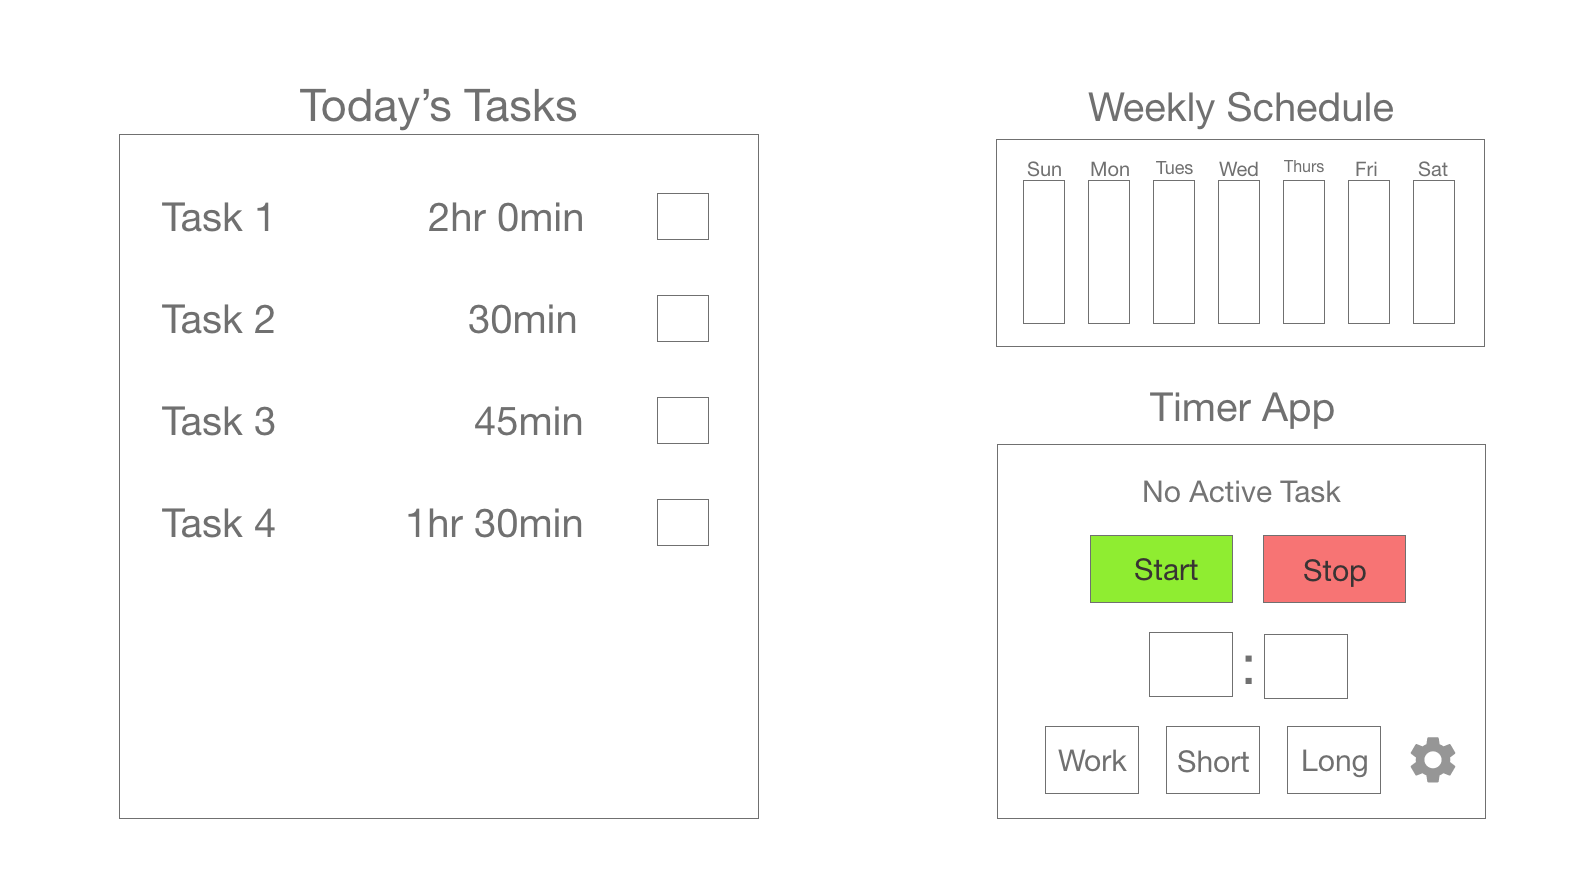 Today’s Tasks
Task 1 2hr 0min
Task 2 30min
Task 3 45min
Task 4 1hr 30min
Weekly Schedule
Sun Mon Tues Wed Thurs Fri Sat
Timer App
No Active Task
Start Stop
:
Work Short Long